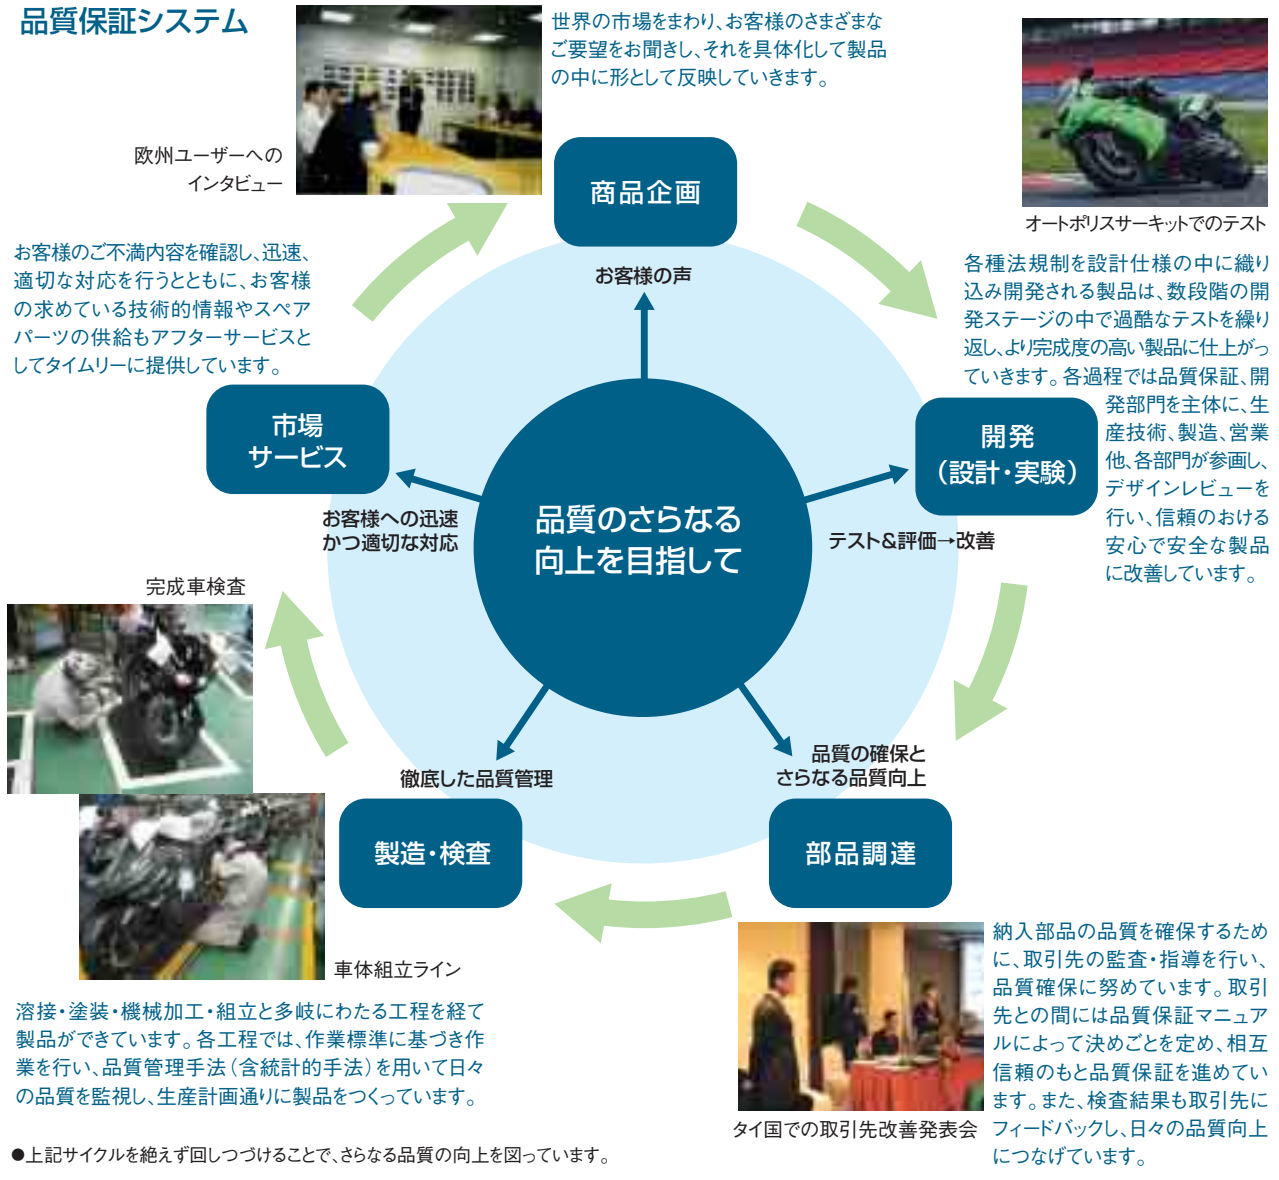 品質保証システム
世界の市場をまわり、お客様のさまざまな
ご要望をお聞きし、それを具体化して製品
の中に形として反映していきます。
欧州ユーザーへの
インタビュー
商品企画
お客様の声
オートポリスサーキットでのテスト
各種法規制を設計仕様の中に織り
込み開発される製品は、数段階の開
発ステージの中で過酷なテストを繰り
返し、より完成度の高い製品に仕上がっ
ていきます。各過程では品質保証、開
発部門を主体に、生
産技術、製造、営業
他、各部門が参画し、
デザインレビューを
行い、信頼のおける
安心で安全な製品
に改善しています。
開発
（設計・実験）
テスト&評価→改善
お客様のご不満内容を確認し、迅速、
適切な対応を行うとともに、お客様
の求めている技術的情報やスペア
パーツの供給もアフターサービスと
してタイムリーに提供しています。
市場
サービス
お客様への迅速
かつ適切な対応
品質のさらなる
向上を目指して
完成車検査
徹底した品質管理
製造・検査
品質の確保と
さらなる品質向上
部品調達
車体組立ライン
溶接・塗装・機械加工・組立と多岐にわたる工程を経て
製品ができています。各工程では、作業標準に基づき作
業を行い、品質管理手法（含統計的手法）を用いて日々
の品質を監視し、生産計画通りに製品をつくっています。
タイ国での取引先改善発表会
納入部品の品質を確保するため
に、取引先の監査・指導を行い、
品質確保に努めています。取引
先との間には品質保証マニュア
ルによって決めごとを定め、相互
信頼のもと品質保証を進めてい
ます。また、検査結果も取引先に
フィードバックし、日々の品質向上
につなげています。
●上記サイクルを絶えず回しつづけることで、さらなる品質の向上を図っています。